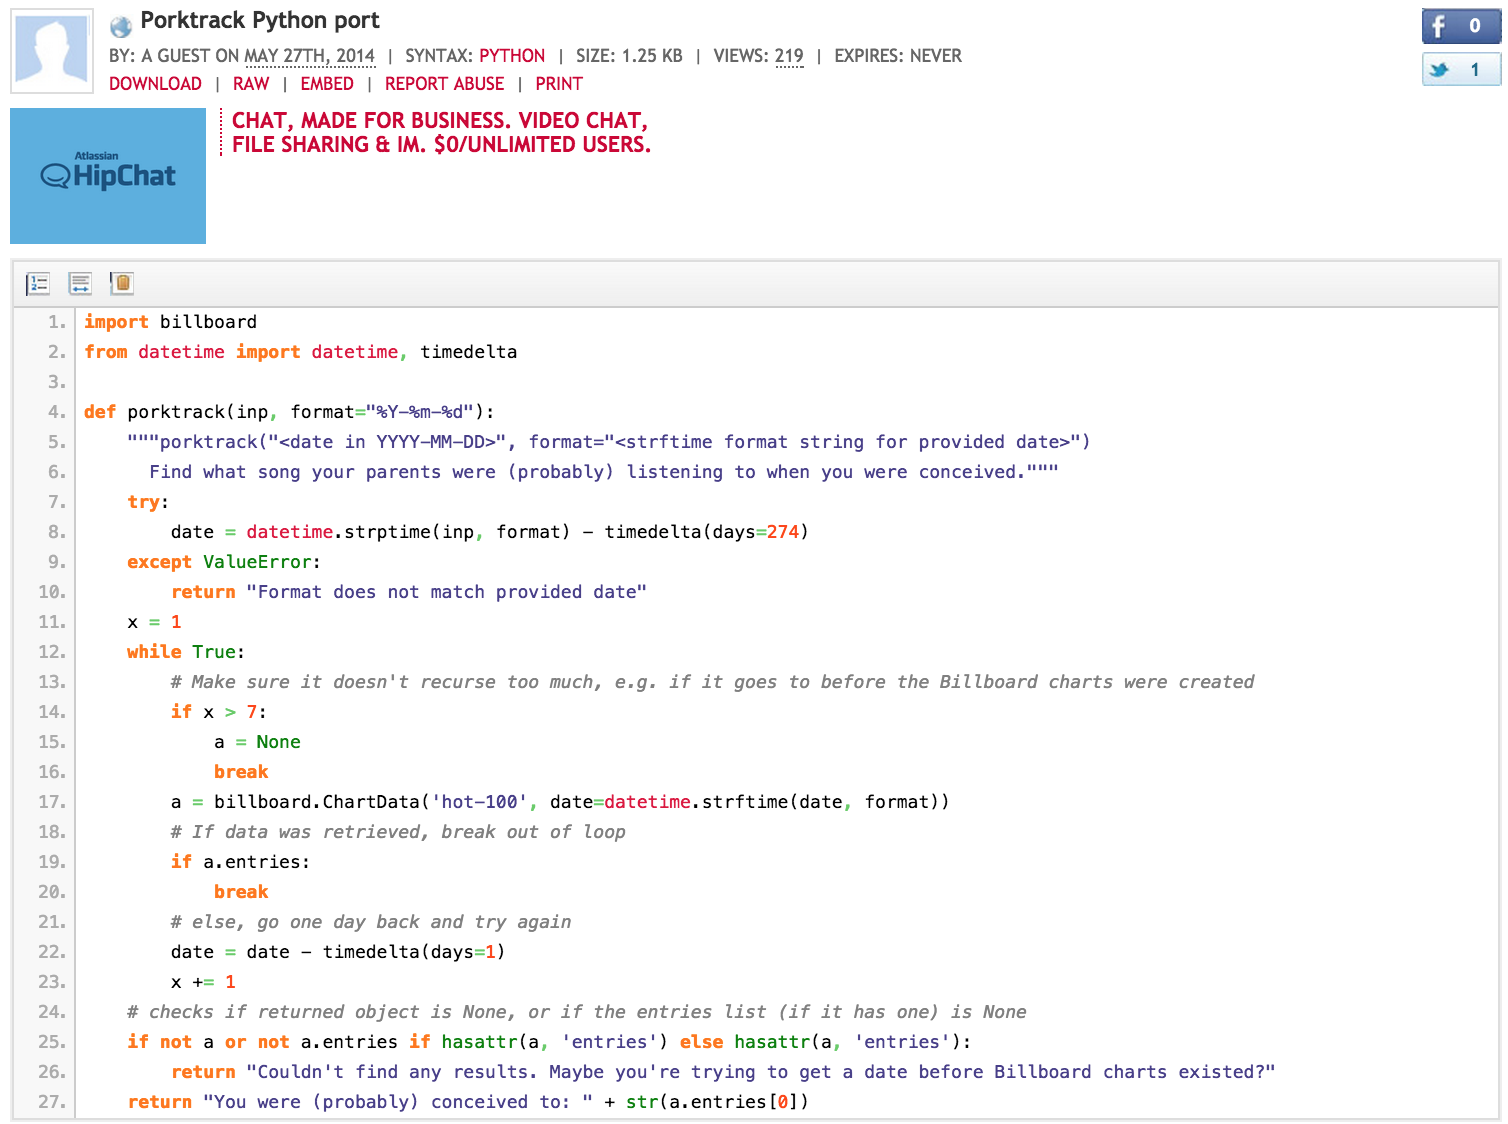 Porktrack Python port
BY: A GUEST ON MAY 27TH, 2014 | SYNTAX: PYTHON | SIZE: 1.25 KB | VIEWS: 219 | EXPIRES: NEVER
DOWNLOAD | RAW | EMBED | REPORT ABUSE | PRINT
f 0
1
Atlassian
HipChat
CHAT, MADE FOR BUSINESS. VIDEO CHAT,
FILE SHARING & IM. $0/UNLIMITED USERS.
1. import billboard
2. from datetime import datetime, timedelta
3.
4. def porktrack(inp, format="%Y-%m-%d"):
5.     """porktrack("<date in YYYY-MM-DD>", format="<strftime format string for provided date>")
6.       Find what song your parents were (probably) listening to when you were conceived."""
7.     try:
8.         date = datetime.strptime(inp, format) - timedelta(days=274)
9.     except ValueError:
10.         return "Format does not match provided date"
11.     x = 1
12.     while True:
13.         # Make sure it doesn't recurse too much, e.g. if it goes to before the Billboard charts were created
14.         if x > 7:
15.             a = None
16.             break
17.         a = billboard.ChartData('hot-100', date=datetime.strftime(date, format))
18.         # If data was retrieved, break out of loop
19.         if a.entries:
20.             break
21.         # else, go one day back and try again
22.         date = date - timedelta(days=1)
23.         x += 1
24.     # checks if returned object is None, or if the entries list (if it has one) is None
25.     if not a or not a.entries if hasattr(a, 'entries') else hasattr(a, 'entries'):
26.         return "Couldn't find any results. Maybe you're trying to get a date before Billboard charts existed?"
27.     return "You were (probably) conceived to: " + str(a.entries[0])